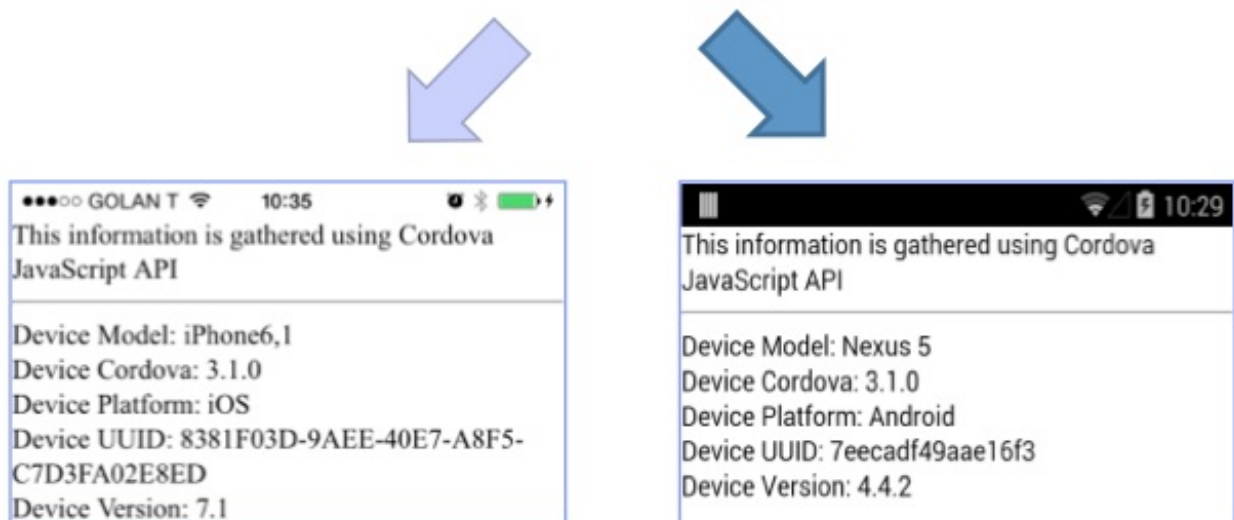 GOLAN T 10:35
This information is gathered using Cordova
JavaScript API
Device Model: iPhone6,1
Device Cordova: 3.1.0
Device Platform: iOS
Device UUID: 8381F03D-9AEE-40E7-A8F5-
C7D3FA02E8ED
Device Version: 7.1
10:29
This information is gathered using Cordova
JavaScript API
Device Model: Nexus 5
Device Cordova: 3.1.0
Device Platform: Android
Device UUID: 7eecadf49aae16f3
Device Version: 4.4.2